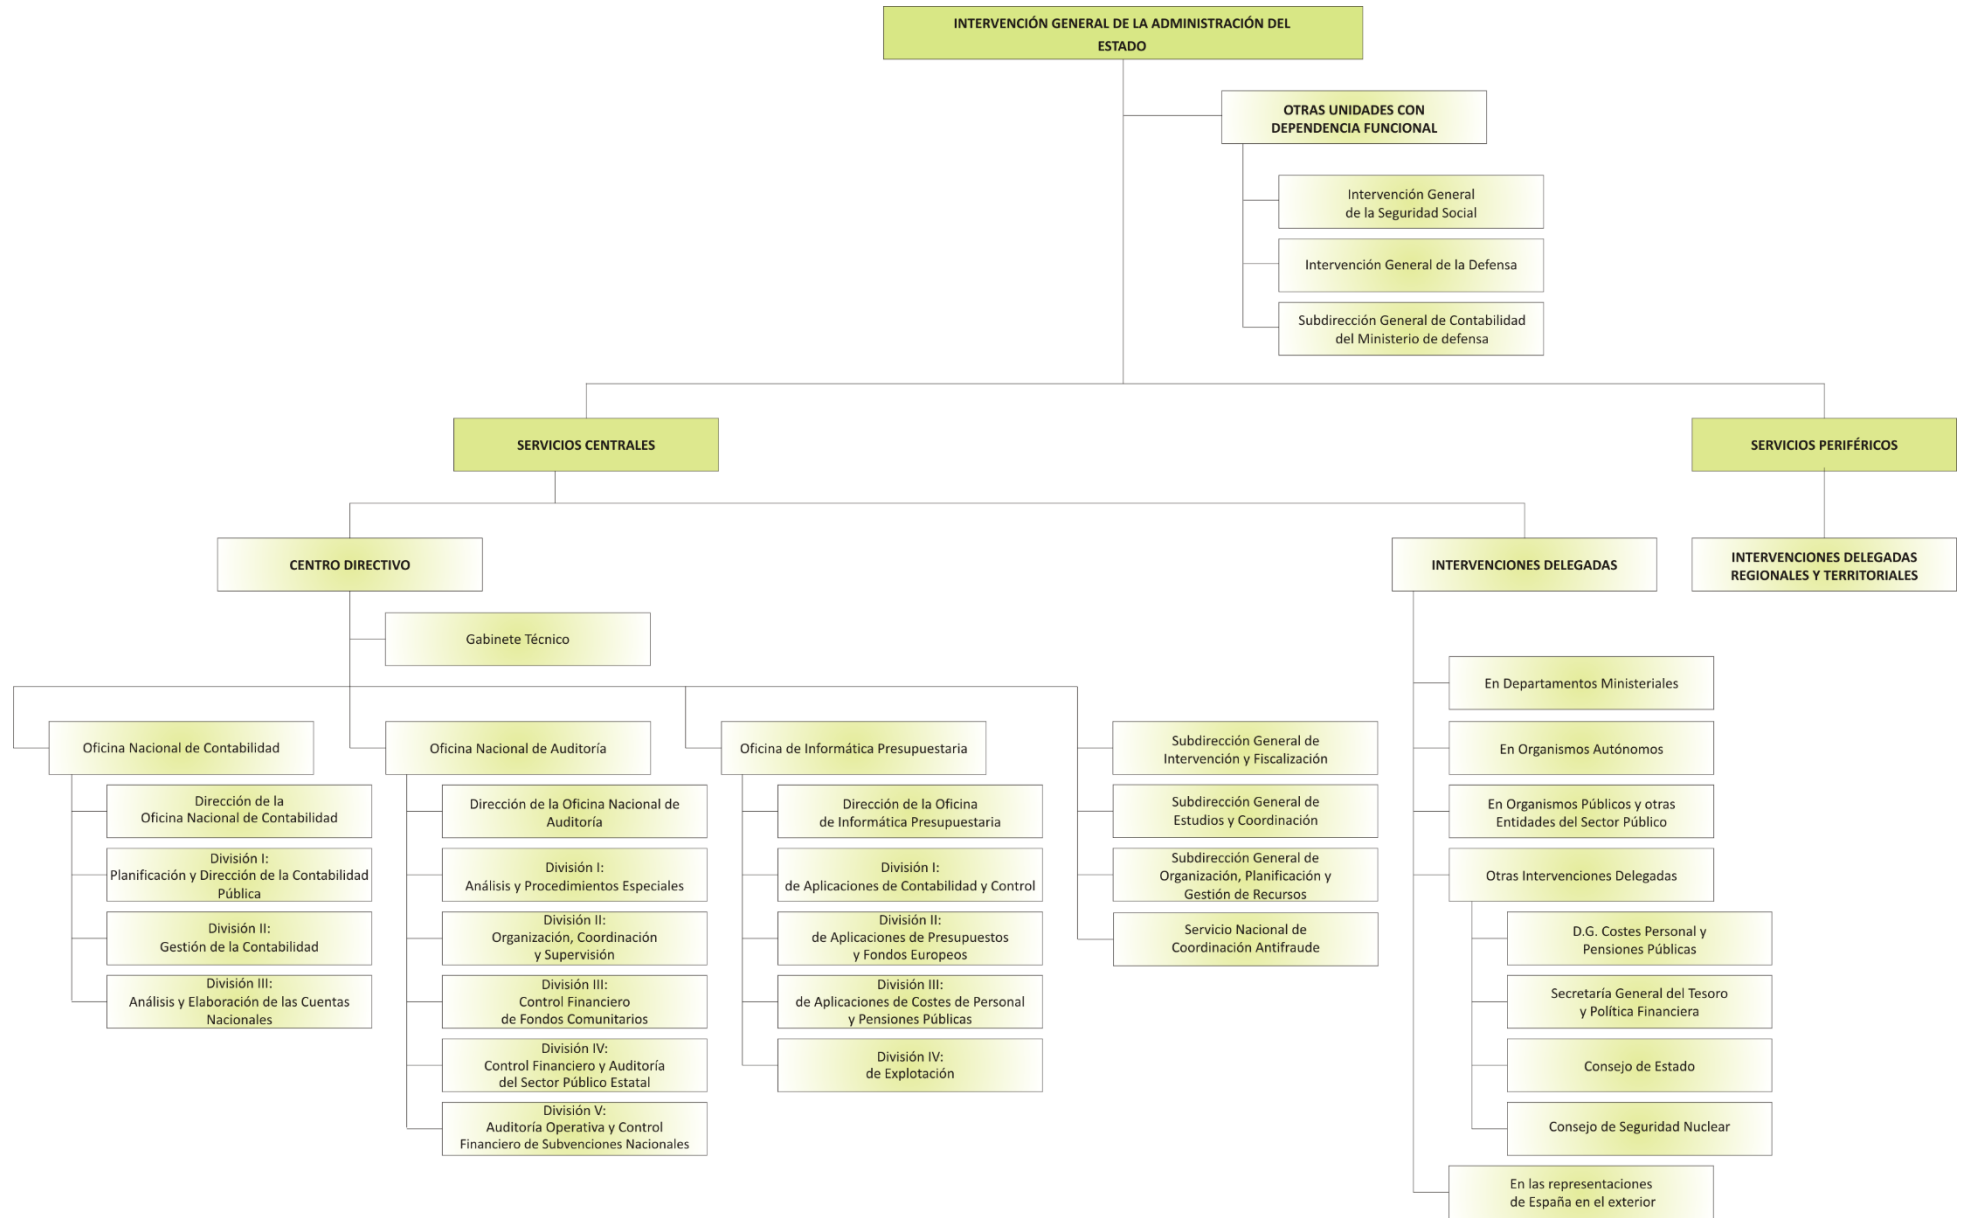 INTERVENCIÓN GENERAL DE LA ADMINISTRACIÓN DEL
ESTADO
OTRAS UNIDADES CON
DEPENDENCIA FUNCIONAL
Intervención General
de la Seguridad Social
Intervención General de la Defensa
Subdirección General de Contabilidad
del Ministerio de defensa
SERVICIOS CENTRALES
SERVICIOS PERIFÉRICOS
CENTRO DIRECTIVO
INTERVENCIONES DELEGADAS
INTERVENCIONES DELEGADAS
REGIONALES Y TERRITORIALES
Gabinete Técnico
Oficina Nacional de Contabilidad
Dirección de la
Oficina Nacional de Contabilidad
División I:
Planificación y Dirección de la Contabilidad
Pública
División II:
Gestión de la Contabilidad
División III:
Análisis y Elaboración de las Cuentas
Nacionales
Oficina Nacional de Auditoría
Dirección de la Oficina Nacional de
Auditoría
División I:
Análisis y Procedimientos Especiales
División II:
Organización, Coordinación
y Supervisión
División III:
Control Financiero
de Fondos Comunitarios
División IV:
Control Financiero y Auditoría
del Sector Público Estatal
División V:
Auditoría Operativa y Control
Financiero de Subvenciones Nacionales
Oficina de Informática Presupuestaria
Dirección de la Oficina
de Informática Presupuestaria
División I:
de Aplicaciones de Contabilidad y Control
División II:
de Aplicaciones de Presupuestos
y Fondos Europeos
División III:
de Aplicaciones de Costes de Personal
y Pensiones Públicas
División IV:
de Explotación
Subdirección General de
Intervención y Fiscalización
Subdirección General de
Estudios y Coordinación
Subdirección General de
Organización, Planificación y
Gestión de Recursos
Servicio Nacional de
Coordinación Antifraude
En Departamentos Ministeriales
En Organismos Autónomos
En Organismos Públicos y otras
Entidades del Sector Público
Otras Intervenciones Delegadas
D.G. Costes Personal y
Pensiones Públicas
Secretaría General del Tesoro
y Política Financiera
Consejo de Estado
Consejo de Seguridad Nuclear
En las representaciones
de España en el exterior